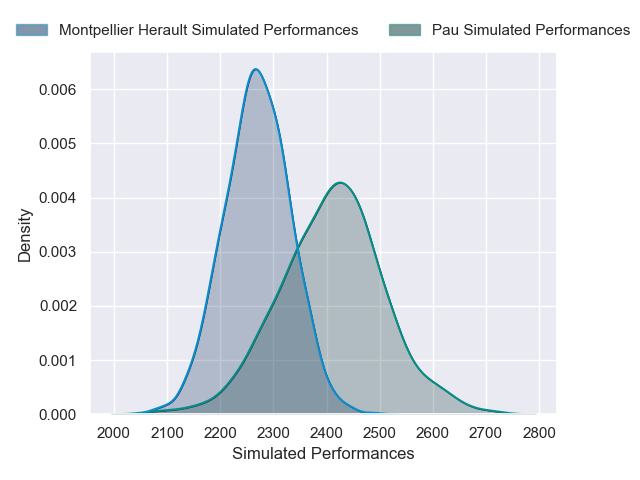 Montpellier Herault Simulated Performances
Pau Simulated Performances
0.006
0.005
0.004
0.003
0.002
0.001
0.000
Density
2000 2100 2200 2300 2400 2500 2600 2700 2800
Simulated Performances